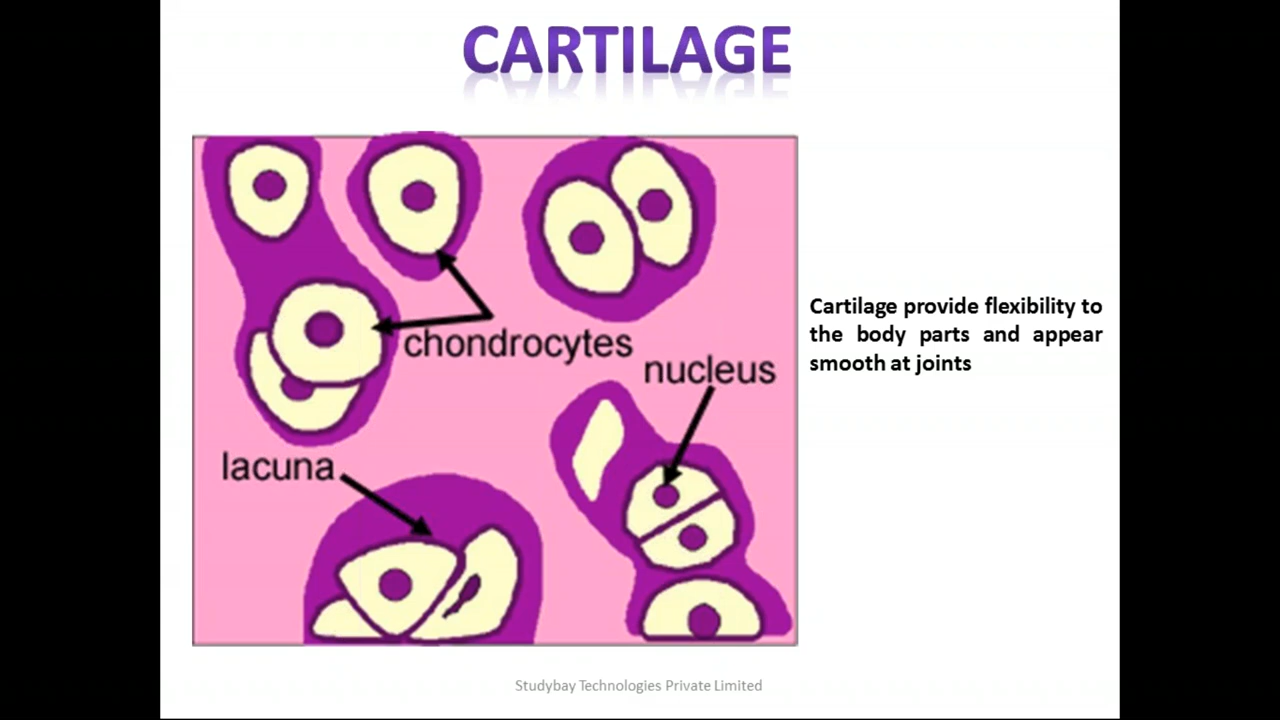 CARTILAGE
chondrocytes
nucleus
lacuna
Cartilage provide flexibility to
the body parts and appear
smooth at joints
Studybay Technologies Private Limited